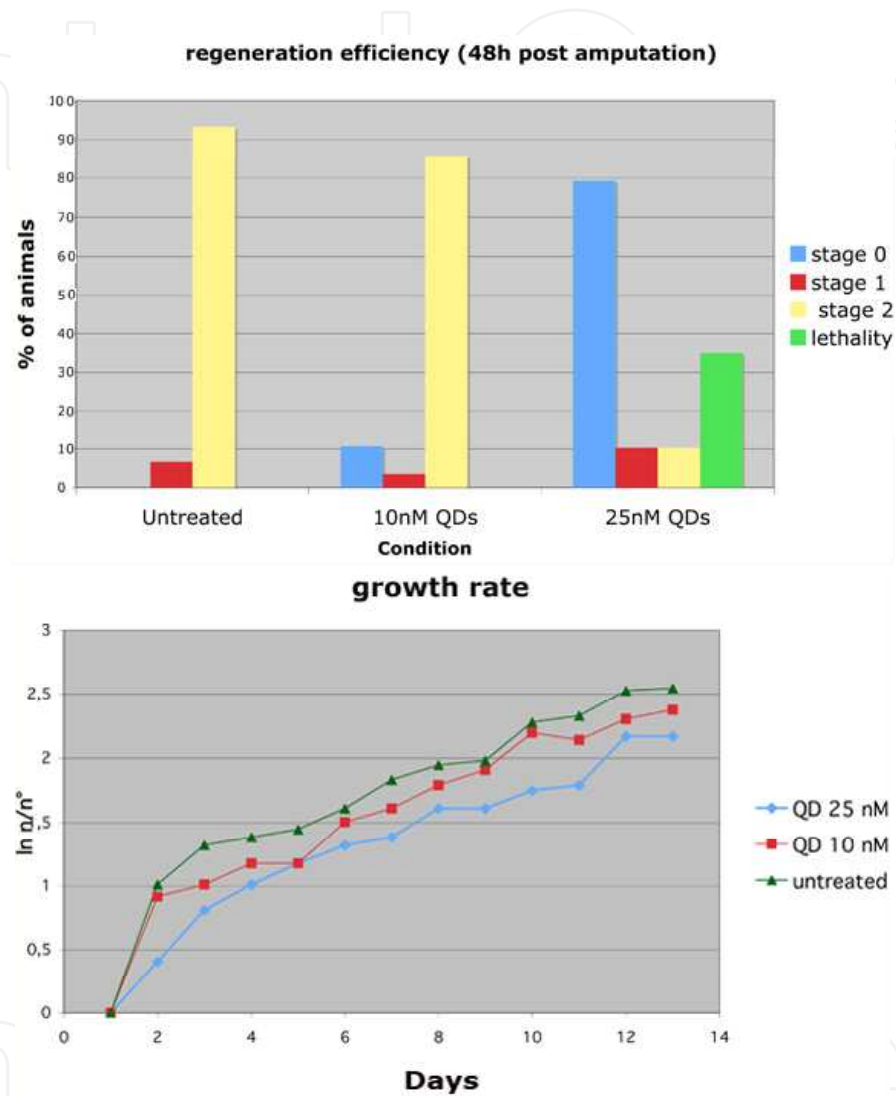 regeneration efficiency (48h post amputation)
% of animals
100
90
80
70
60
50
40
30
20
10
0
Untreated
10nM QDs
25nM QDs
Condition
stage 0
stage 1
stage 2
lethality
growth rate
ln n/n°
3
2,5
2
1,5
1
0,5
0
0
2
4
6
8
10
12
14
Days
QD 25 nM
QD 10 nM
untreated